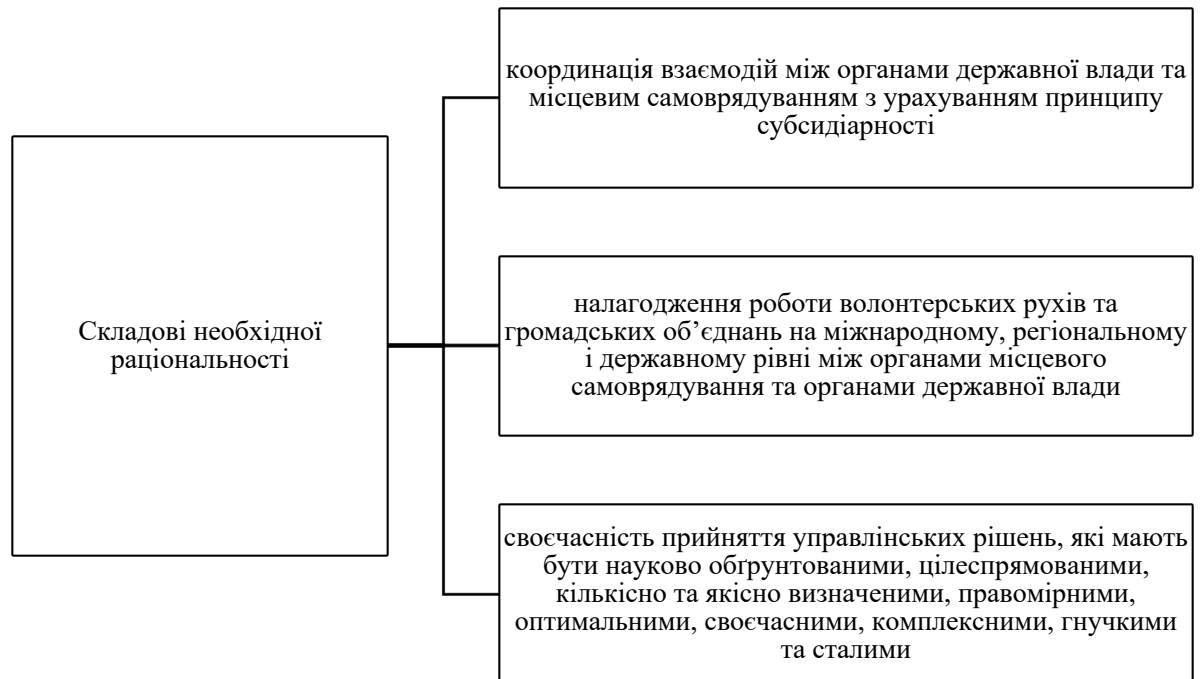 Складові необхідної
раціональності
координація взаємодій між органами державної влади та
місцевим самоврядуванням з урахуванням принципу
субсидіарності
налагодження роботи волонтерських рухів та
громадських об’єднань на міжнародному, регіональному
і державному рівні між органами місцевого
самоврядування та органами державної влади
своєчасність прийняття управлінських рішень, які мають
бути науково обґрунтованими, цілеспрямованими,
кількісно та якісно визначеними, правомірними,
оптимальними, своєчасними, комплексними, гнучкими
та сталими